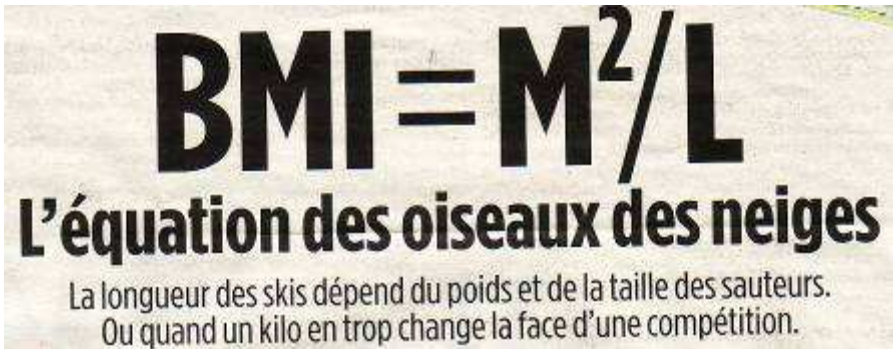 BMI=M²/L
L'équation des oiseaux des neiges
La longueur des skis dépend du poids et de la taille des sauteurs.
Ou quand un kilo en trop change la face d'une compétition.